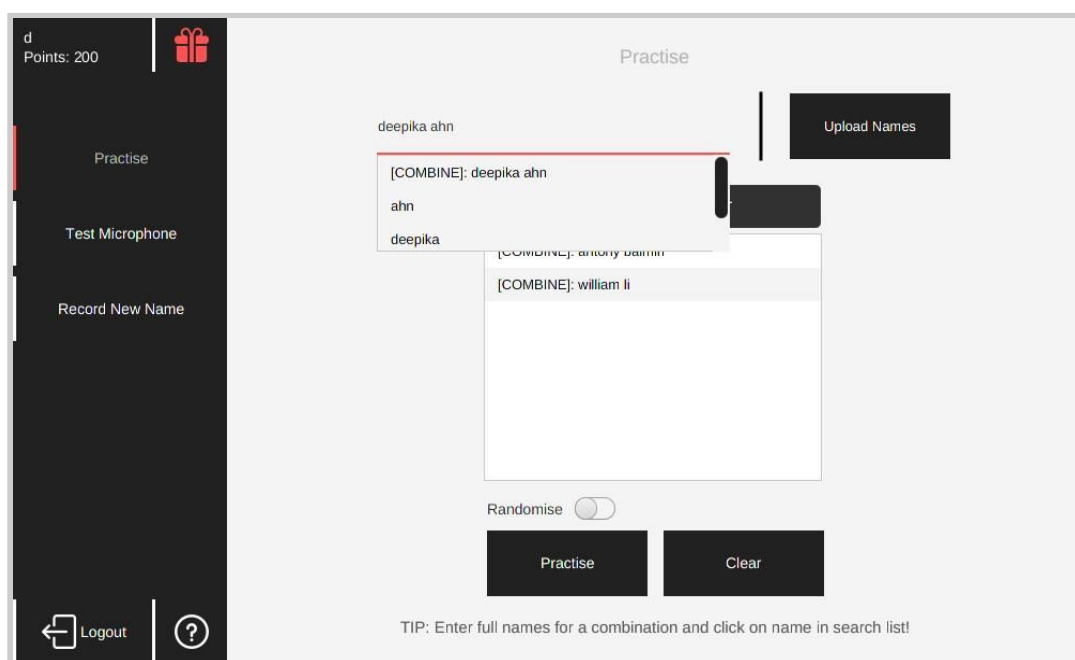 d
Points: 200
Practise
Test Microphone
Record New Name
Logout
Practise
deepika ahn
Upload Names
[COMBINE]: deepika ahn
ahn
deepika
[COMBINE]: william li
Randomise
Practise
Clear
TIP: Enter full names for a combination and click on name in search list!